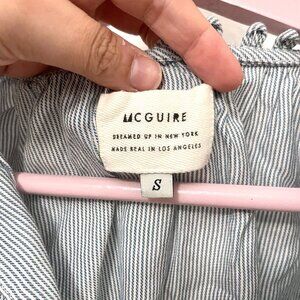 MCGUIRE
DREAMED UP IN NEW YORK
MADE REAL IN LOS ANGELES
S